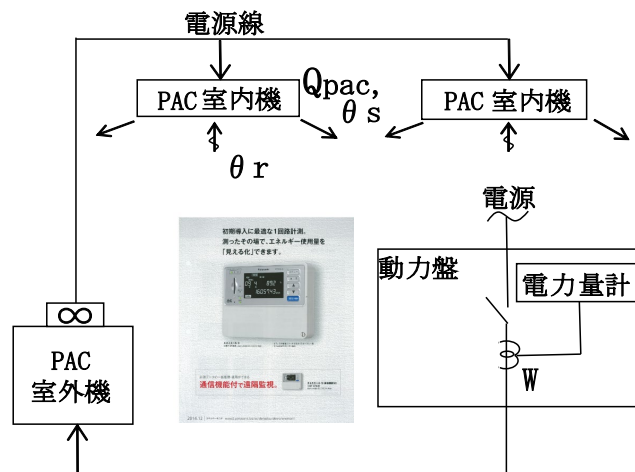 電源線
PAC 室内機
Qpac,
θs
PAC 室内機
θr
電源
初期導入に最適な1回路計測。
測ったその場で、エネルギー使用量を
「見える化」できます。
動力盤
電力量計
PAC
室外機
W
通信機能付で遠隔監視。